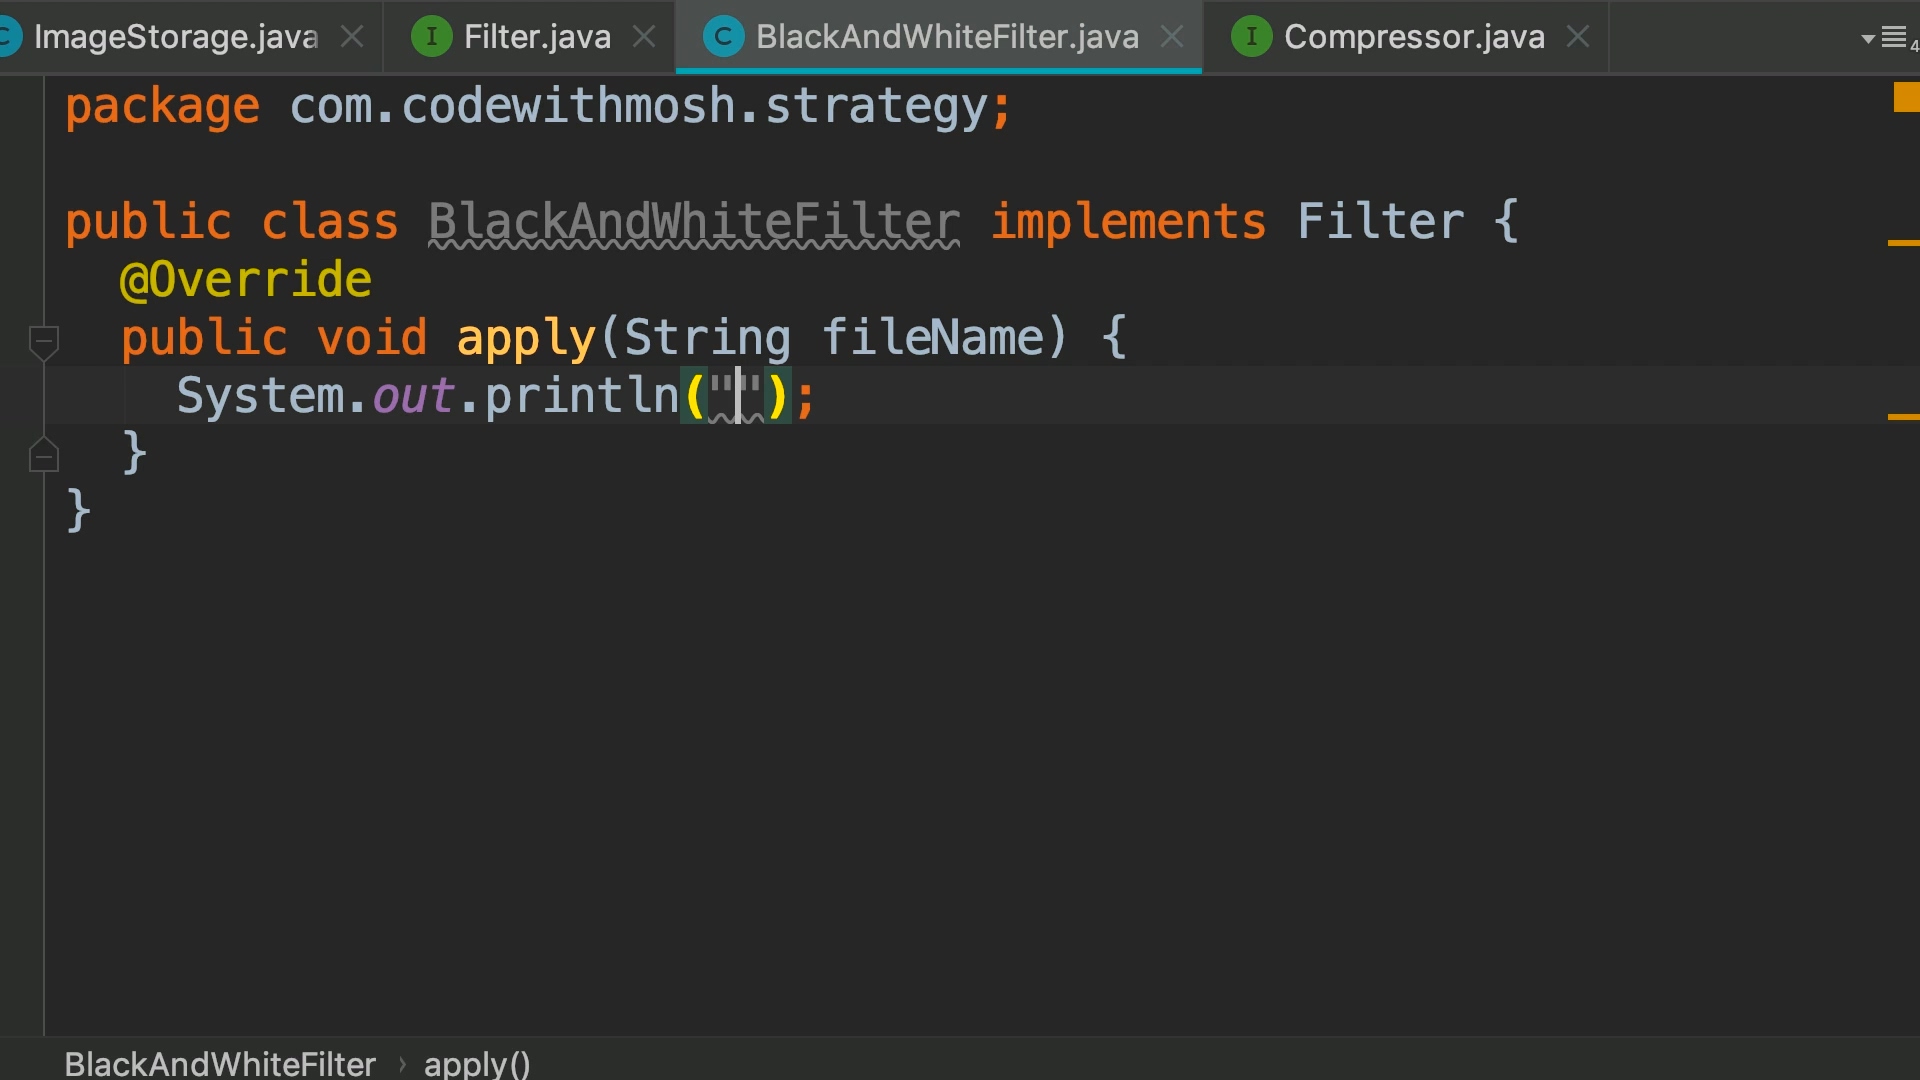 ImageStorage.java Filter.java BlackAndWhiteFilter.java Compressor.java
package com.codewithmosh.strategy;
public class BlackAndWhiteFilter implements Filter {
@Override
public void apply(String fileName) {
System.out.println("");
}
}
BlackAndWhiteFilter › apply()